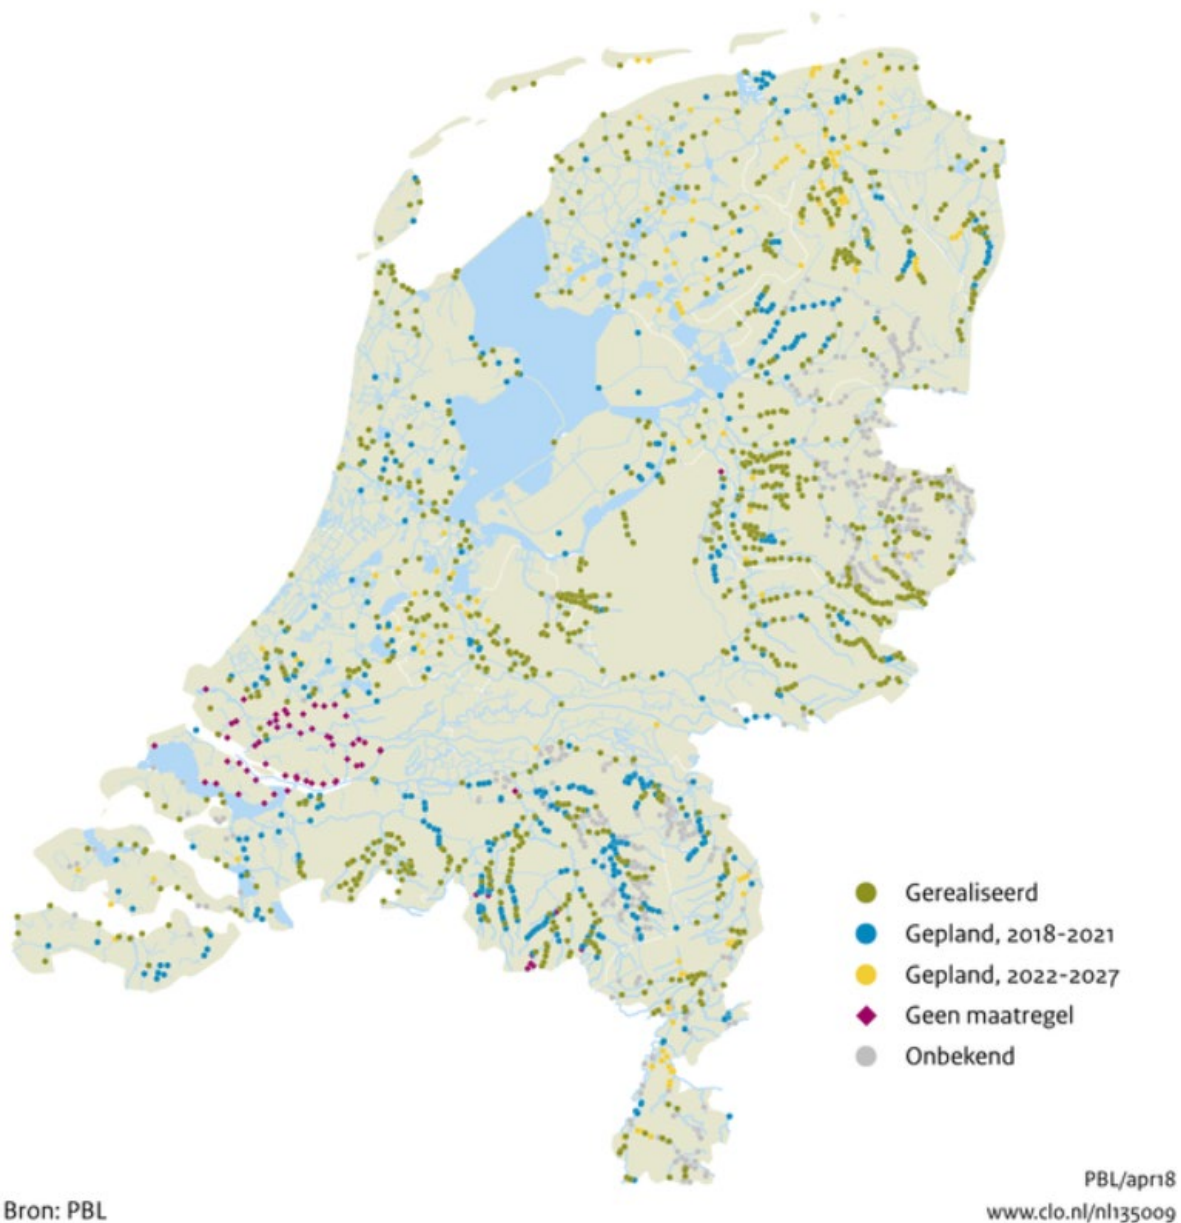 Gerealiseerd
Gepland, 2018-2021
Gepland, 2022-2027
Geen maatregel
Onbekend
PBL/apr18
Bron: PBL
www.clo.nl/nl135009